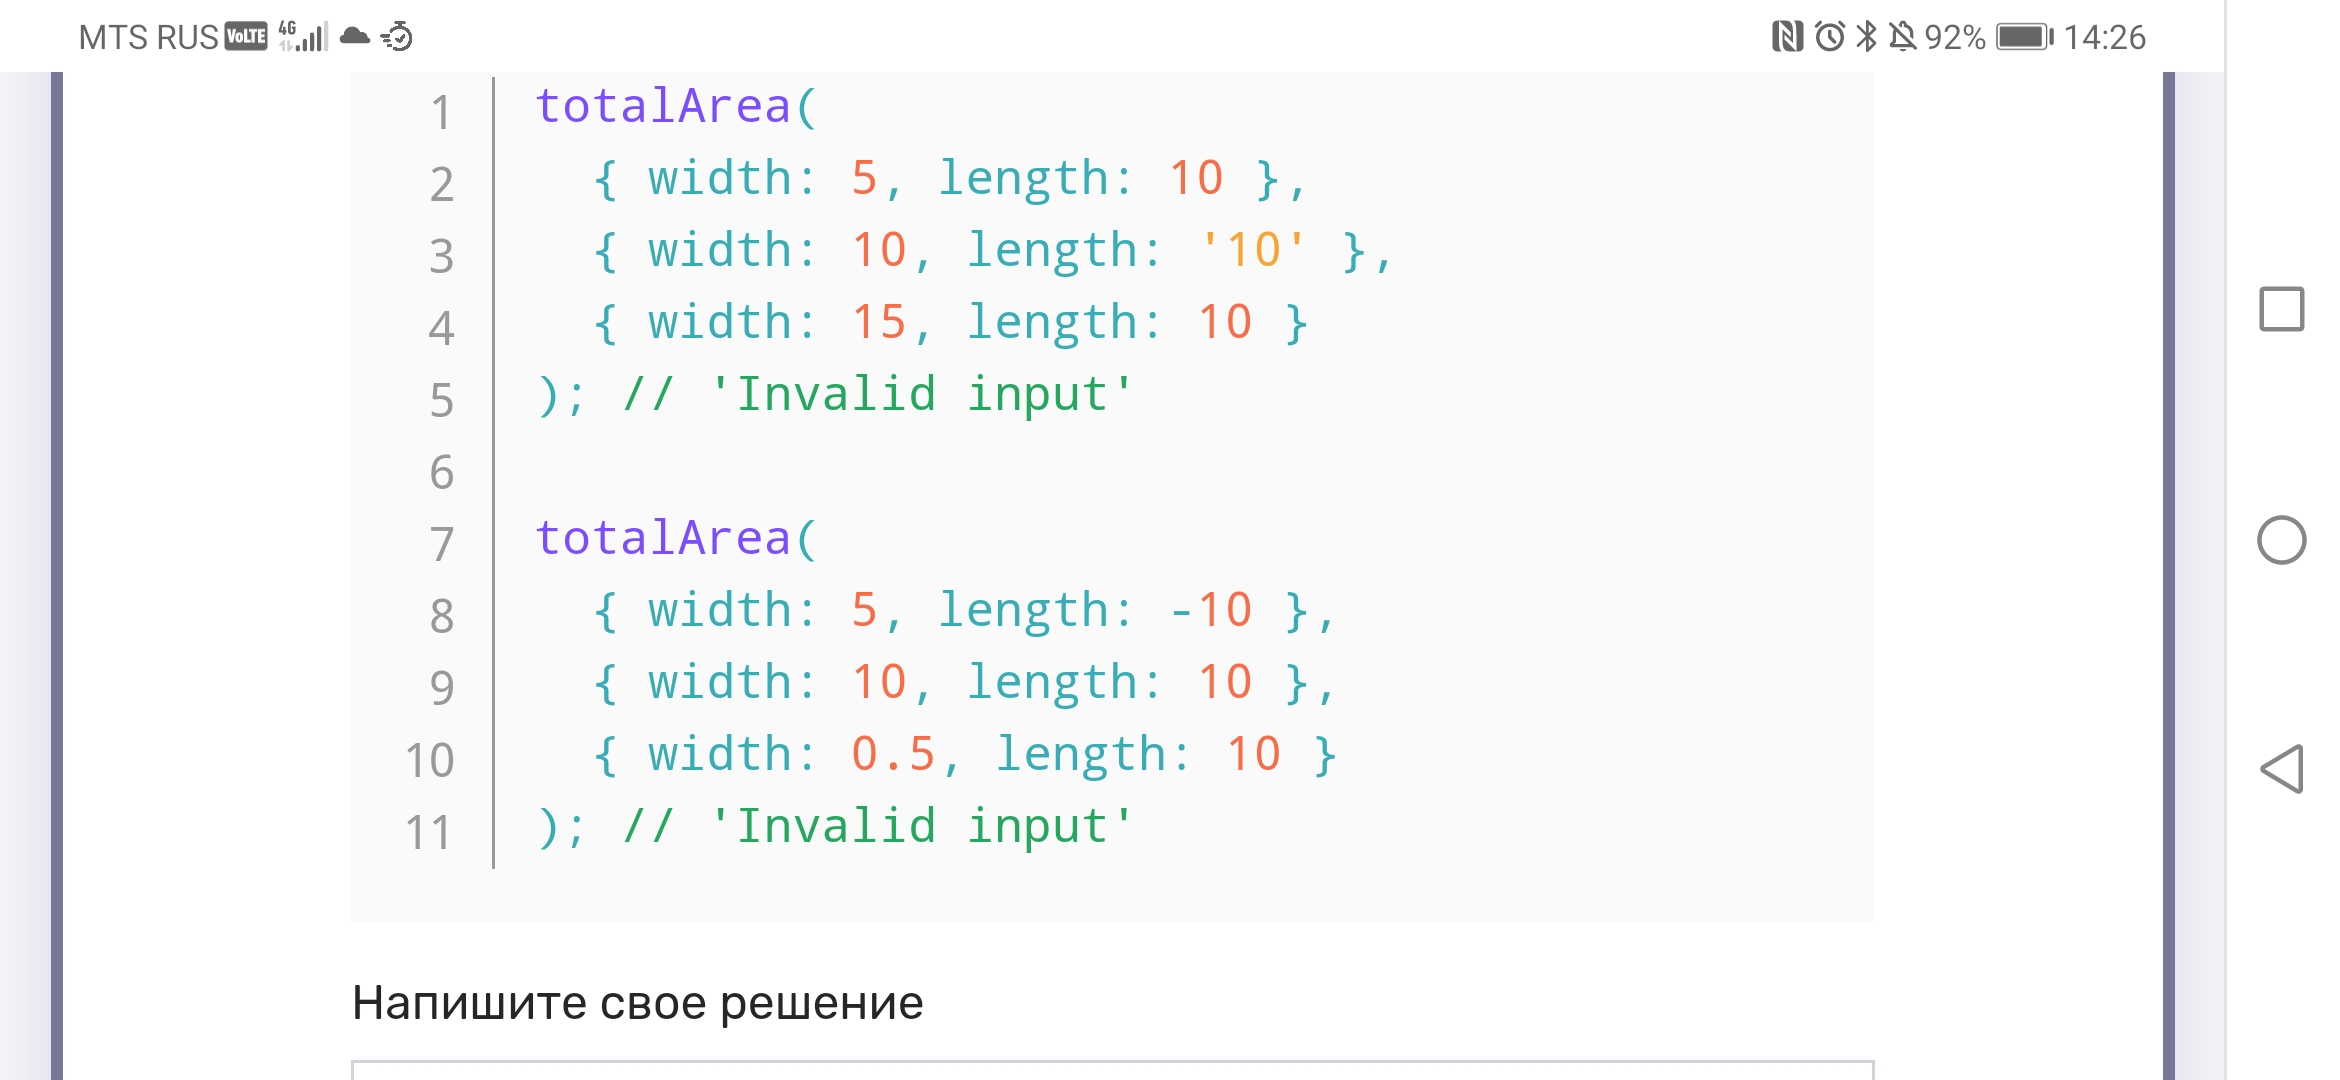 MTS RUS VoLTE 4G 92% 14:26
1 totalArea(
2 { width: 5, length: 10 },
3 { width: 10, length: '10' },
4 { width: 15, length: 10 }
5 ); // 'Invalid input'
6
7 totalArea(
8 { width: 5, length: -10 },
9 { width: 10, length: 10 },
10 { width: 0.5, length: 10 }
11 ); // 'Invalid input'
Напишите свое решение